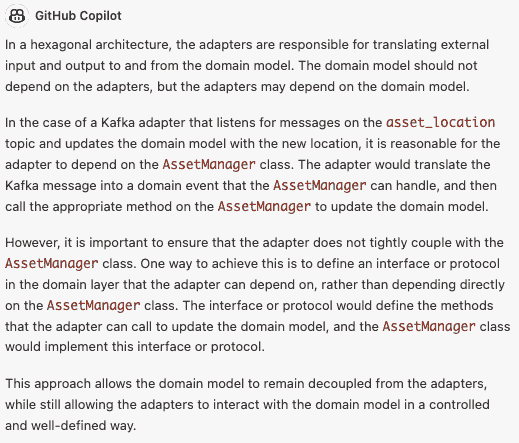 GitHub Copilot
In a hexagonal architecture, the adapters are responsible for translating external
input and output to and from the domain model. The domain model should not
depend on the adapters, but the adapters may depend on the domain model.
In the case of a Kafka adapter that listens for messages on the asset_location
topic and updates the domain model with the new location, it is reasonable for the
adapter to depend on the AssetManager class. The adapter would translate the
Kafka message into a domain event that the AssetManager can handle, and then
call the appropriate method on the AssetManager to update the domain model.
However, it is important to ensure that the adapter does not tightly couple with the
AssetManager class. One way to achieve this is to define an interface or protocol
in the domain layer that the adapter can depend on, rather than depending directly
on the AssetManager class. The interface or protocol would define the methods
that the adapter can call to update the domain model, and the AssetManager class
would implement this interface or protocol.
This approach allows the domain model to remain decoupled from the adapters,
while still allowing the adapters to interact with the domain model in a controlled
and well-defined way.